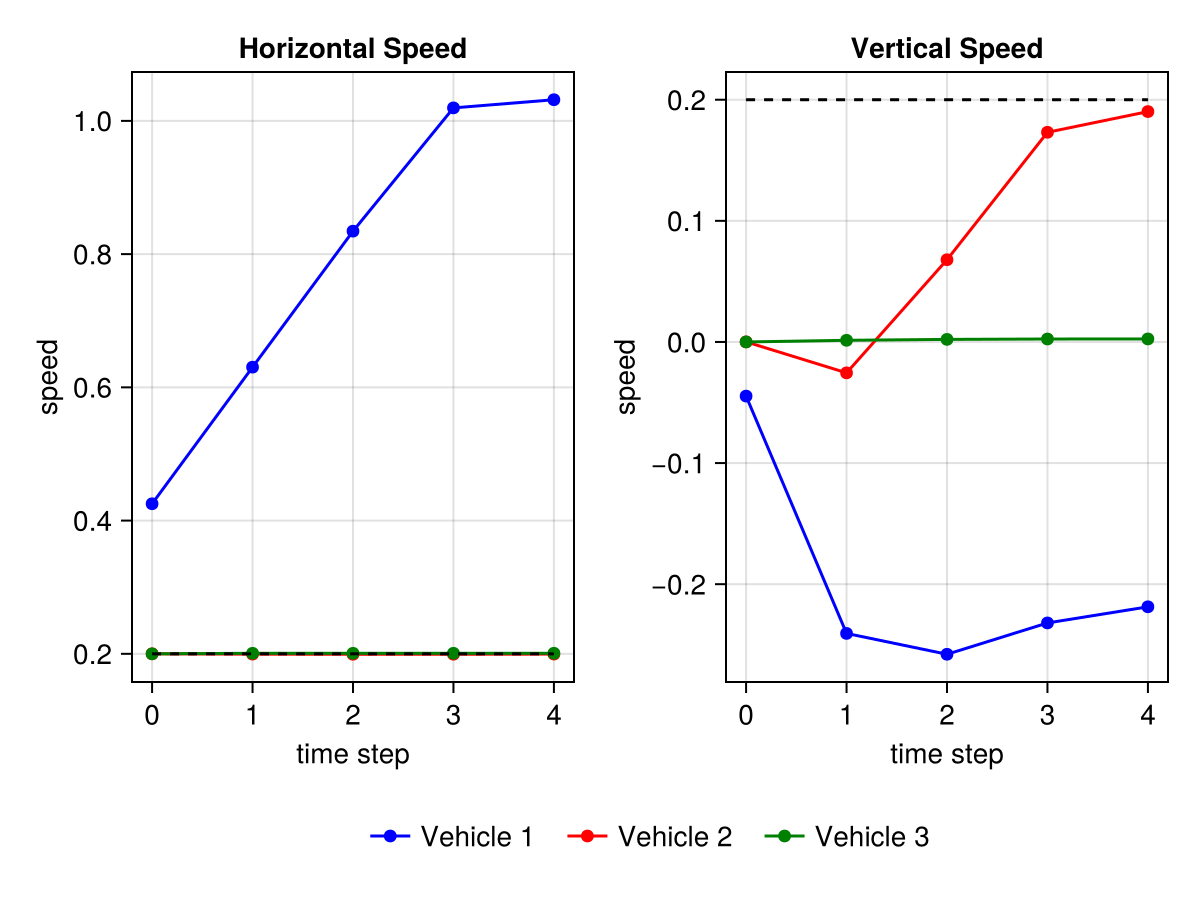 Horizontal Speed
1.0
0.8
0.6
0.4
0.2
speed
0 1 2 3 4
time step
Vertical Speed
0.2
0.1
0.0
−0.1
−0.2
speed
0 1 2 3 4
time step
Vehicle 1 Vehicle 2 Vehicle 3